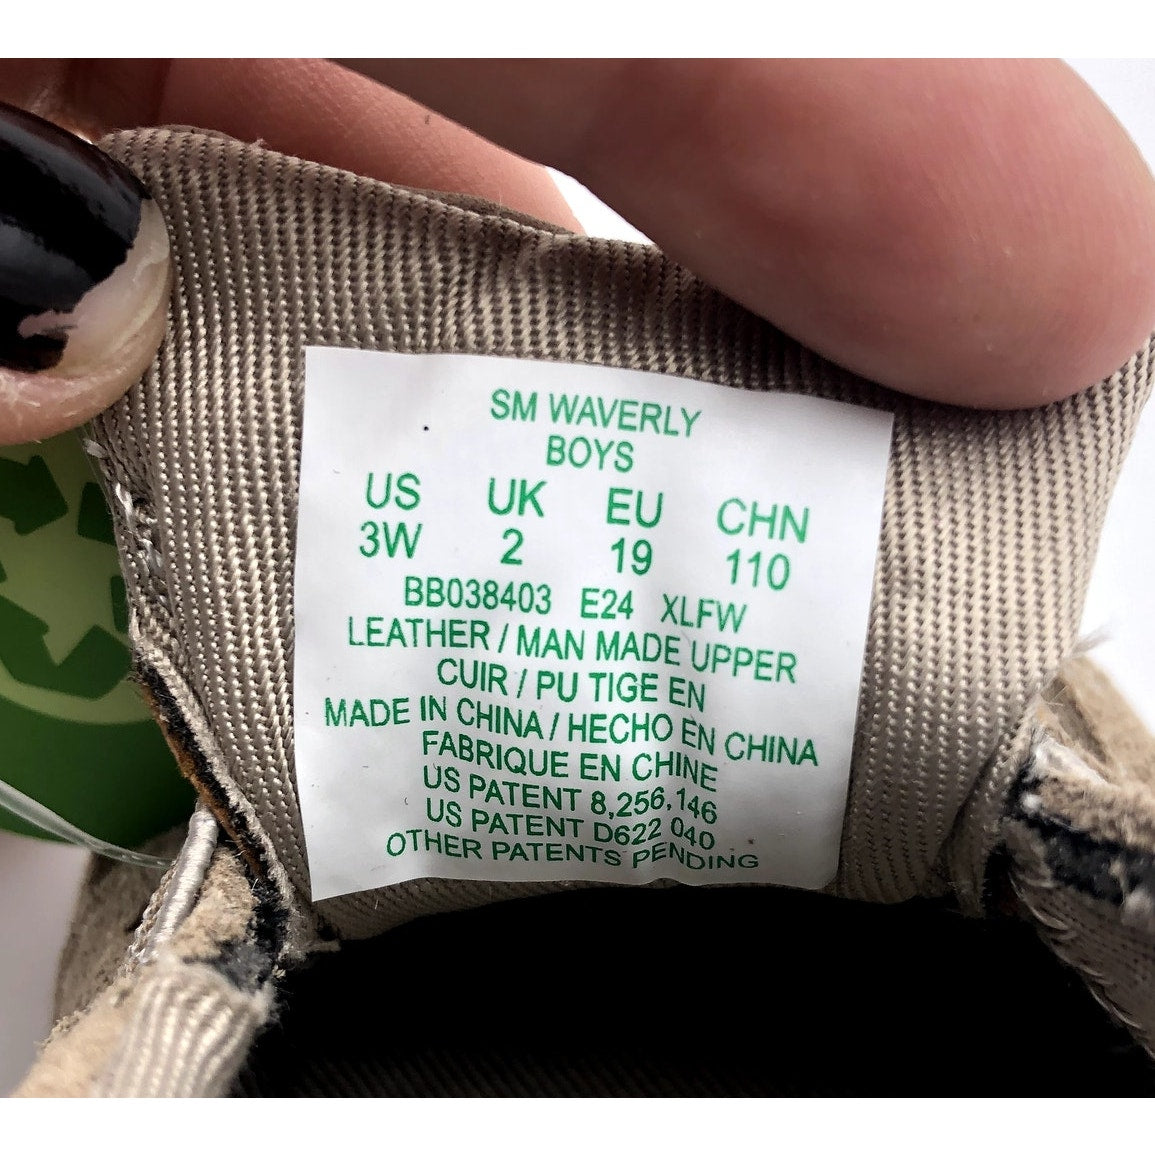 SM WAVERLY
BOYS
US UK EU CHN
3W 2 19 110
BB038403 E24 XLFW
LEATHER / MAN MADE UPPER
CUIR / PU TIGE EN
MADE IN CHINA / HECHO EN CHINA
FABRIQUE EN CHINE
US PATENT 8,256,146
US PATENT D622 040
OTHER PATENTS PENDING